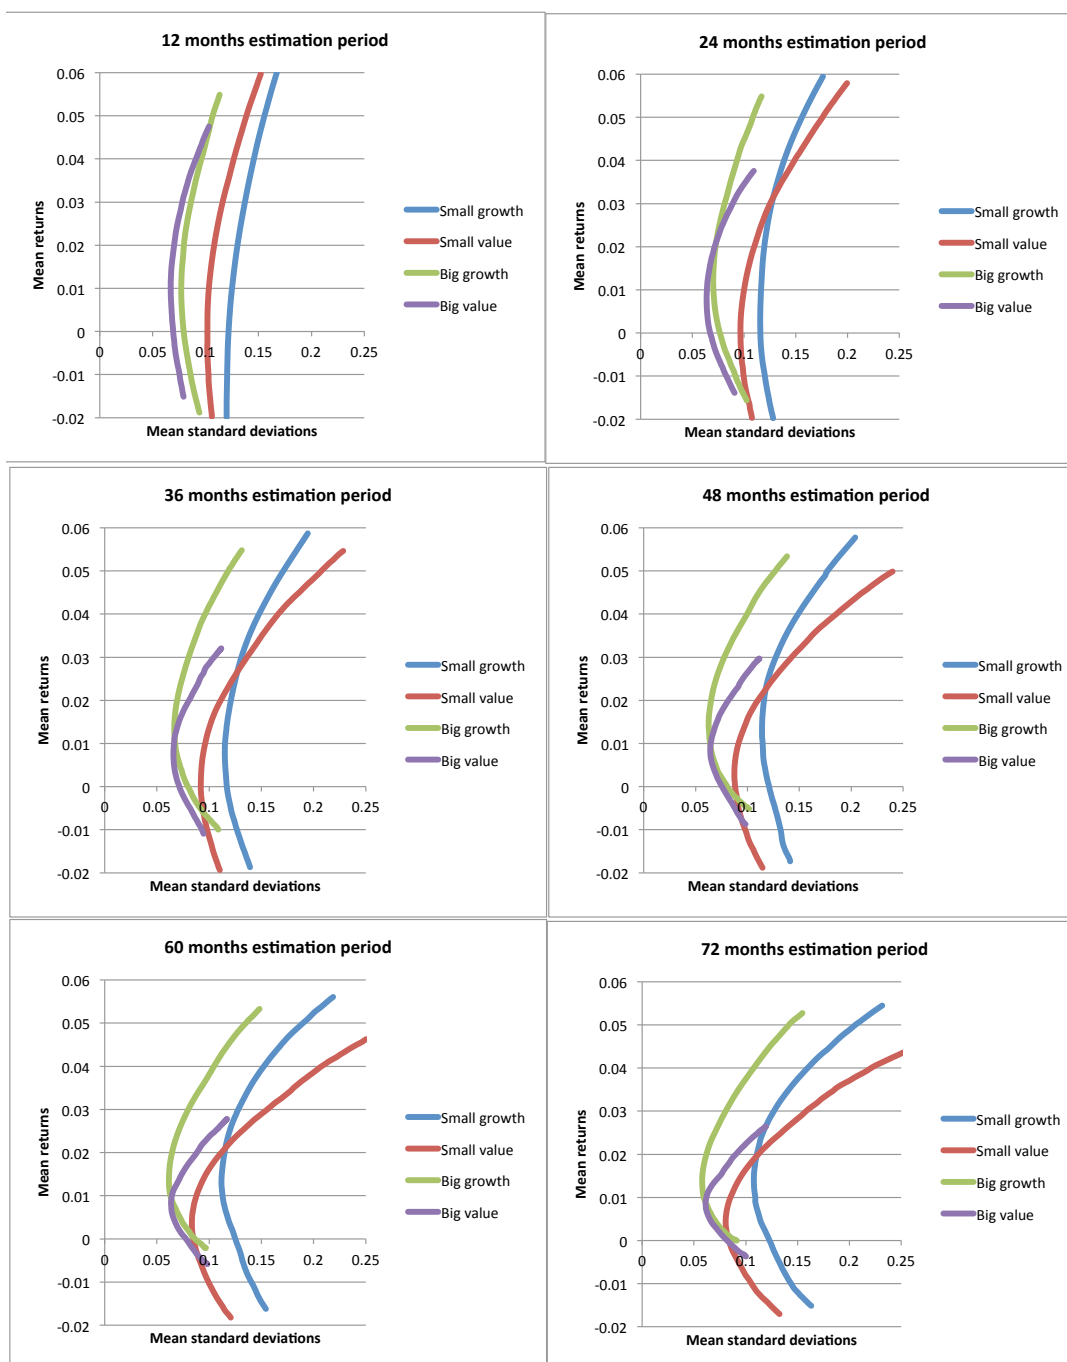 12 months estimation period
0.06
0.05
0.04
0.03
0.02
0.01
0
-0.01
-0.02
0
0.05
0.1
0.15
0.2
0.25
Mean returns
Mean standard deviations
Small growth
Small value
Big growth
Big value
24 months estimation period
0.06
0.05
0.04
0.03
0.02
0.01
0
-0.01
-0.02
0
0.05
0.1
0.15
0.2
0.25
Mean returns
Mean standard deviations
Small growth
Small value
Big growth
Big value
36 months estimation period
0.06
0.05
0.04
0.03
0.02
0.01
0
-0.01
-0.02
0
0.05
0.1
0.15
0.2
0.25
Mean returns
Mean standard deviations
Small growth
Small value
Big growth
Big value
48 months estimation period
0.06
0.05
0.04
0.03
0.02
0.01
0
-0.01
-0.02
0
0.05
0.1
0.15
0.2
0.25
Mean returns
Mean standard deviations
Small growth
Small value
Big growth
Big value
60 months estimation period
0.06
0.05
0.04
0.03
0.02
0.01
0
-0.01
-0.02
0
0.05
0.1
0.15
0.2
0.25
Mean returns
Mean standard deviations
Small growth
Small value
Big growth
Big value
72 months estimation period
0.06
0.05
0.04
0.03
0.02
0.01
0
-0.01
-0.02
0
0.05
0.1
0.15
0.2
0.25
Mean returns
Mean standard deviations
Small growth
Small value
Big growth
Big value